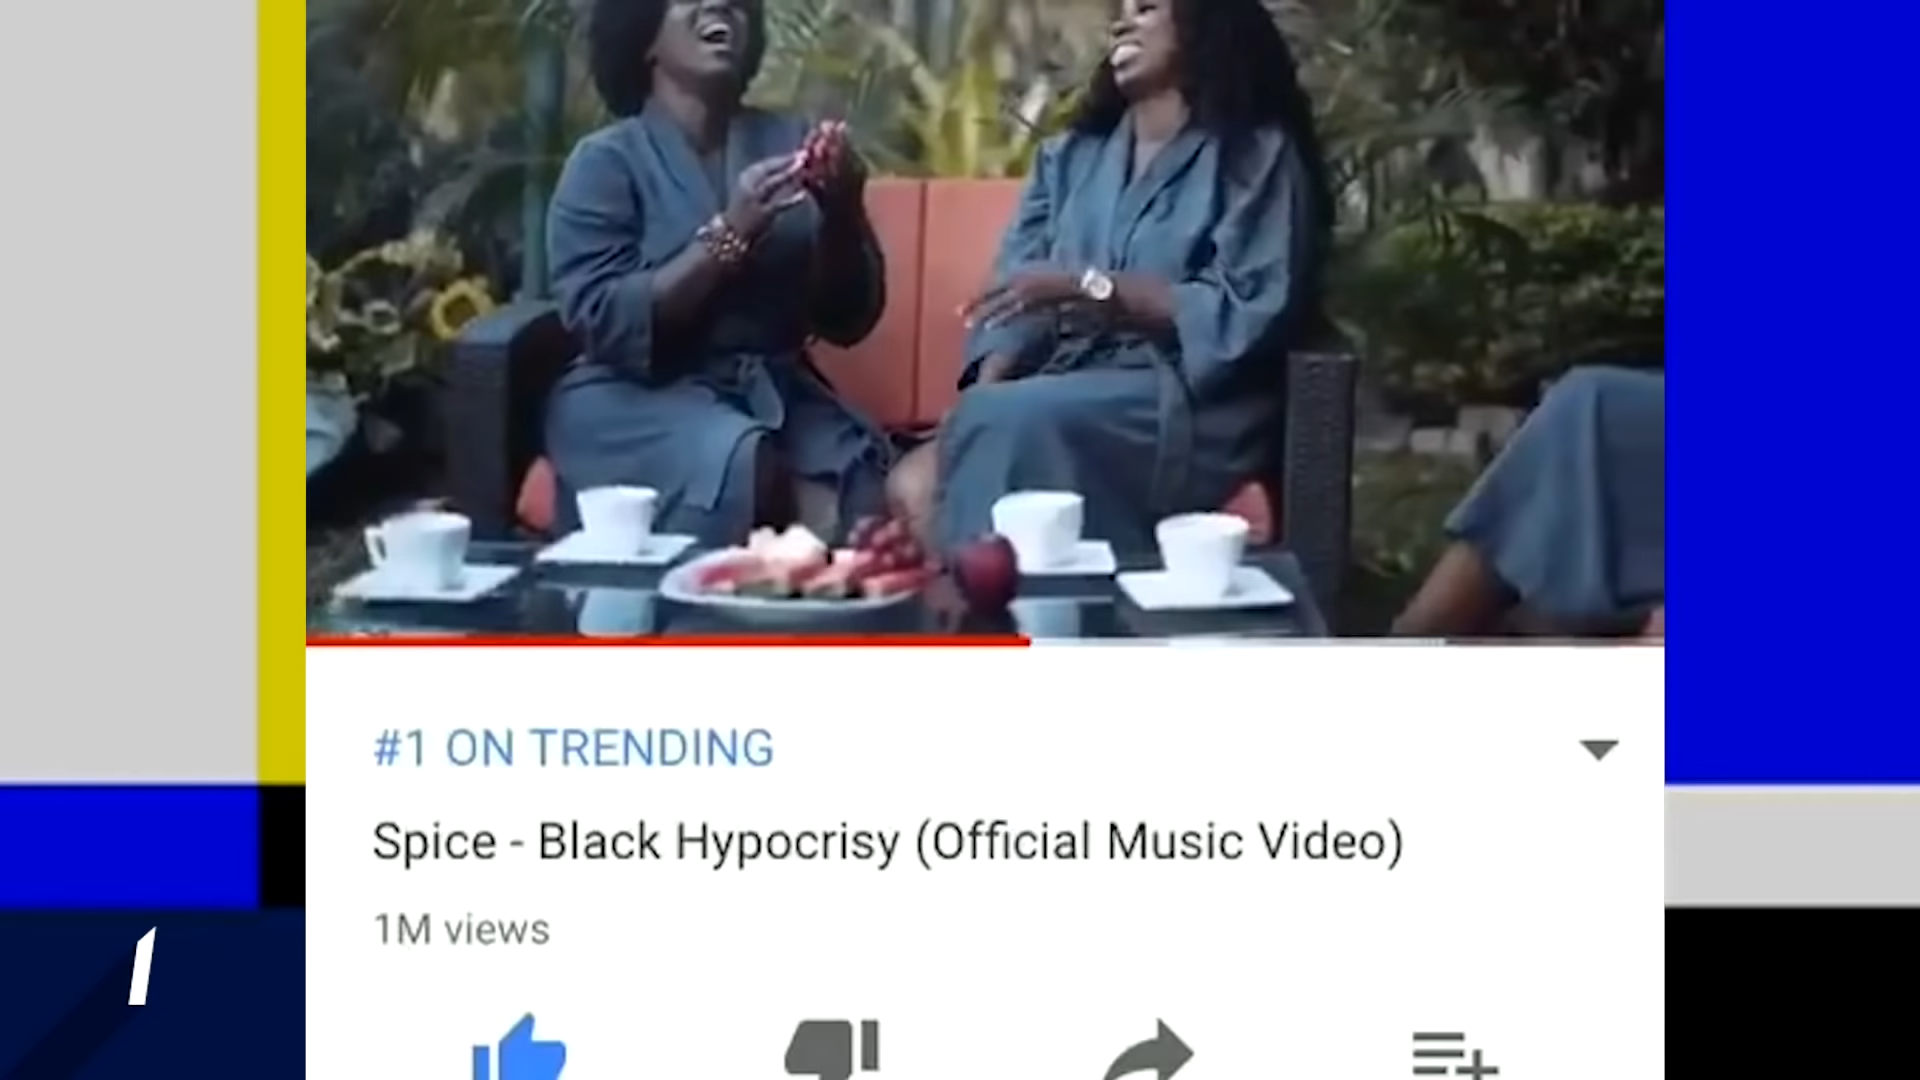 #1 ON TRENDING
Spice - Black Hypocrisy (Official Music Video)
1M views